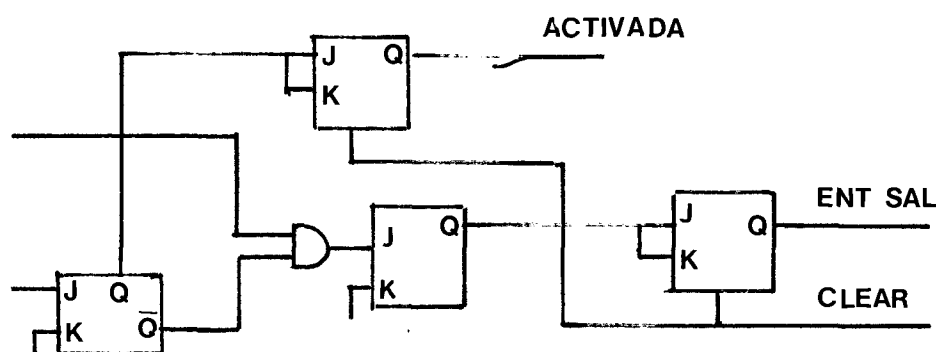 ACTIVADA
J Q
K
J Q
K
ENT SAL
J Q
K
CLEAR
J Q
K Q̅